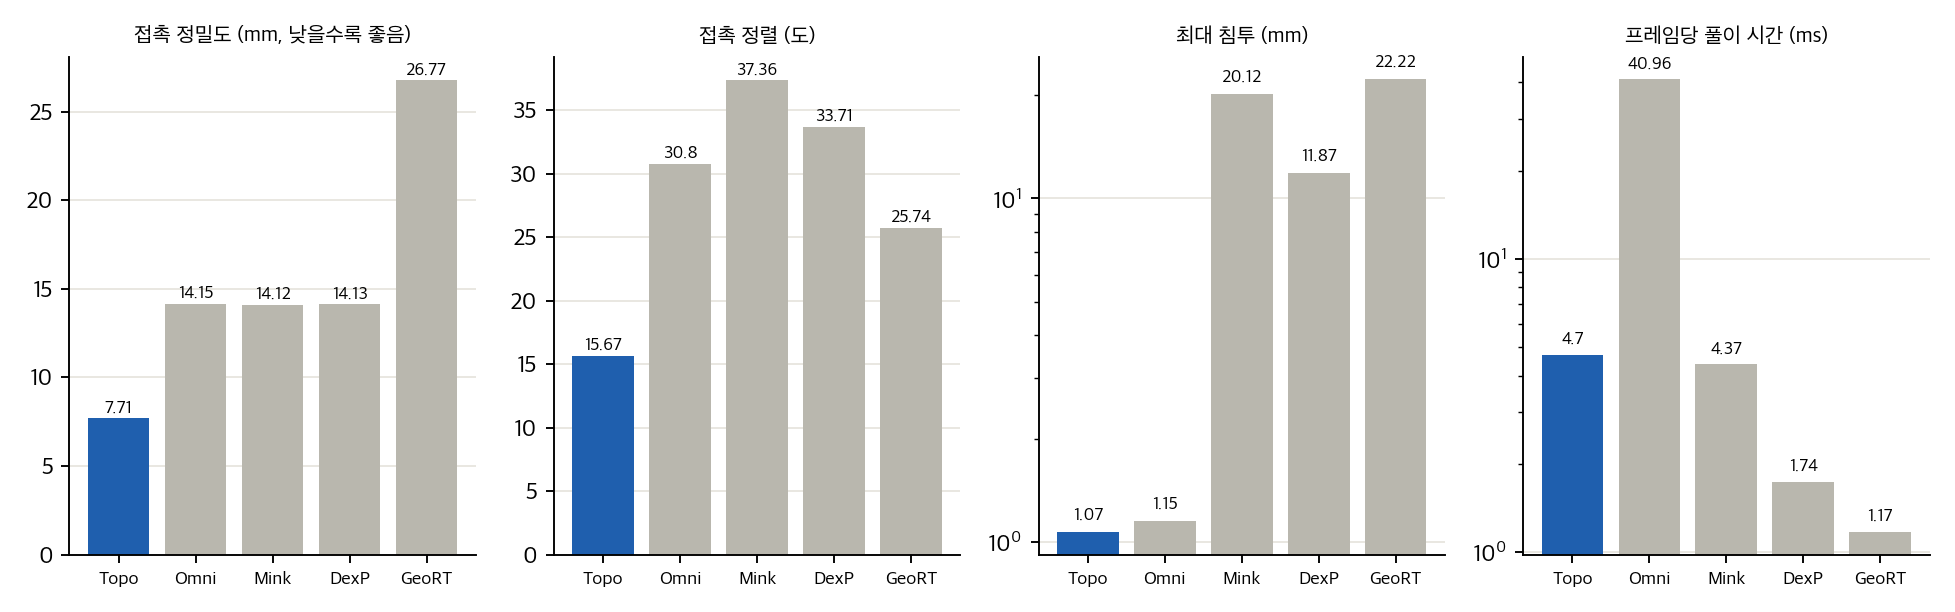 접촉 정밀도 (mm, 낮을수록 좋음)
26.77
25
20
15
14.15
14.12
14.13
10
7.71
5
0
Topo
Omni
Mink
DexP
GeoRT
접촉 정렬 (도)
37.36
35
33.71
30.8
30
25.74
25
20
15.67
15
10
5
0
Topo
Omni
Mink
DexP
GeoRT
최대 침투 (mm)
22.22
20.12
11.87
10¹
1.15
1.07
10⁰
Topo
Omni
Mink
DexP
GeoRT
프레임당 풀이 시간 (ms)
40.96
10¹
4.7
4.37
1.74
1.17
10⁰
Topo
Omni
Mink
DexP
GeoRT